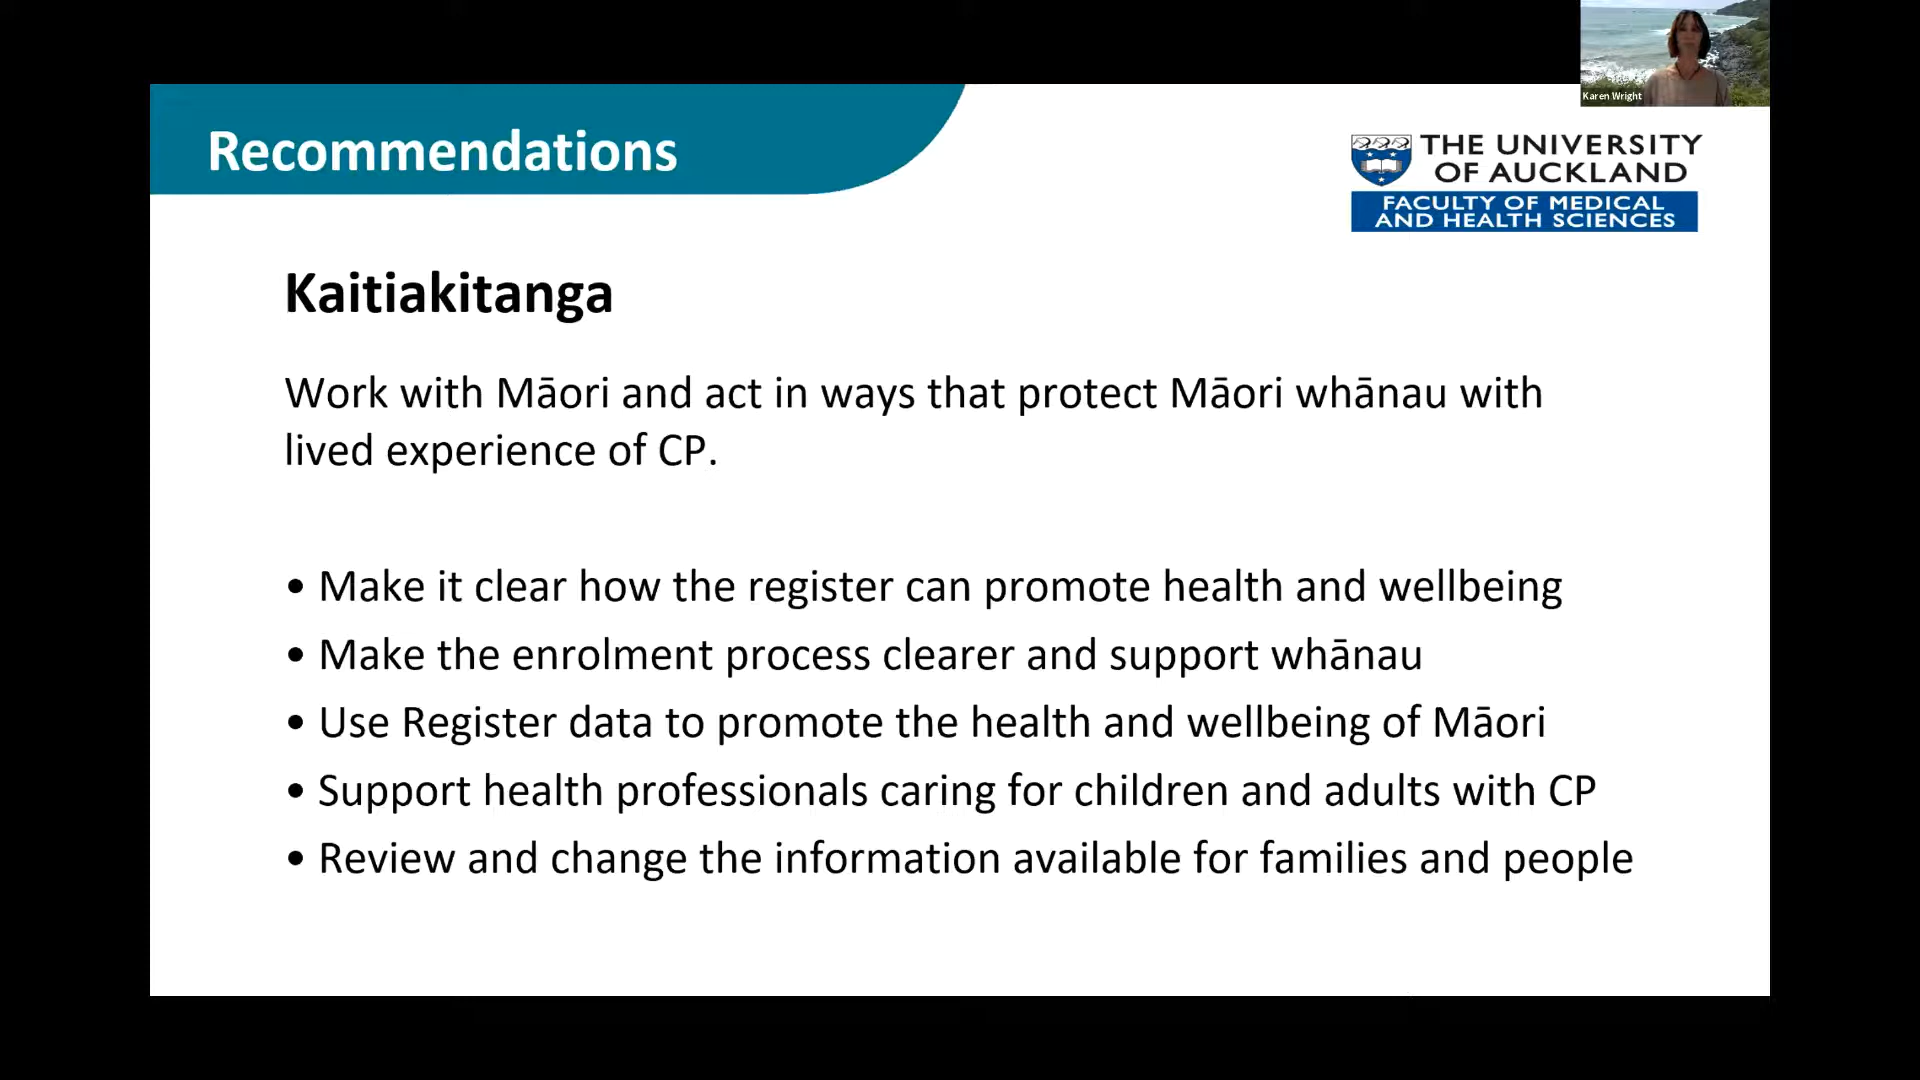 Karen Wright
Recommendations
THE UNIVERSITY
OF AUCKLAND
FACULTY OF MEDICAL
AND HEALTH SCIENCES
Kaitiakitanga
Work with Māori and act in ways that protect Māori whānau with
lived experience of CP.
• Make it clear how the register can promote health and wellbeing
• Make the enrolment process clearer and support whānau
• Use Register data to promote the health and wellbeing of Māori
• Support health professionals caring for children and adults with CP
• Review and change the information available for families and people